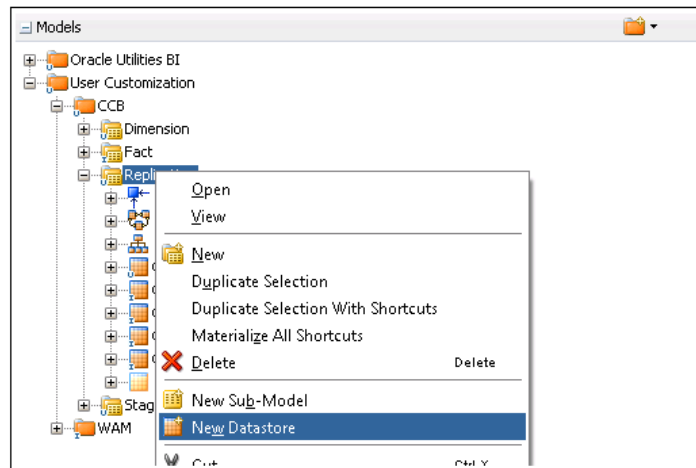 Models
Oracle Utilities BI
User Customization
CCB
Dimension
Fact
Open
View
New
Duplicate Selection
Duplicate Selection With Shortcuts
Materialize All Shortcuts
Delete Delete
Stag
New Sub-Model
New Datastore
WAM